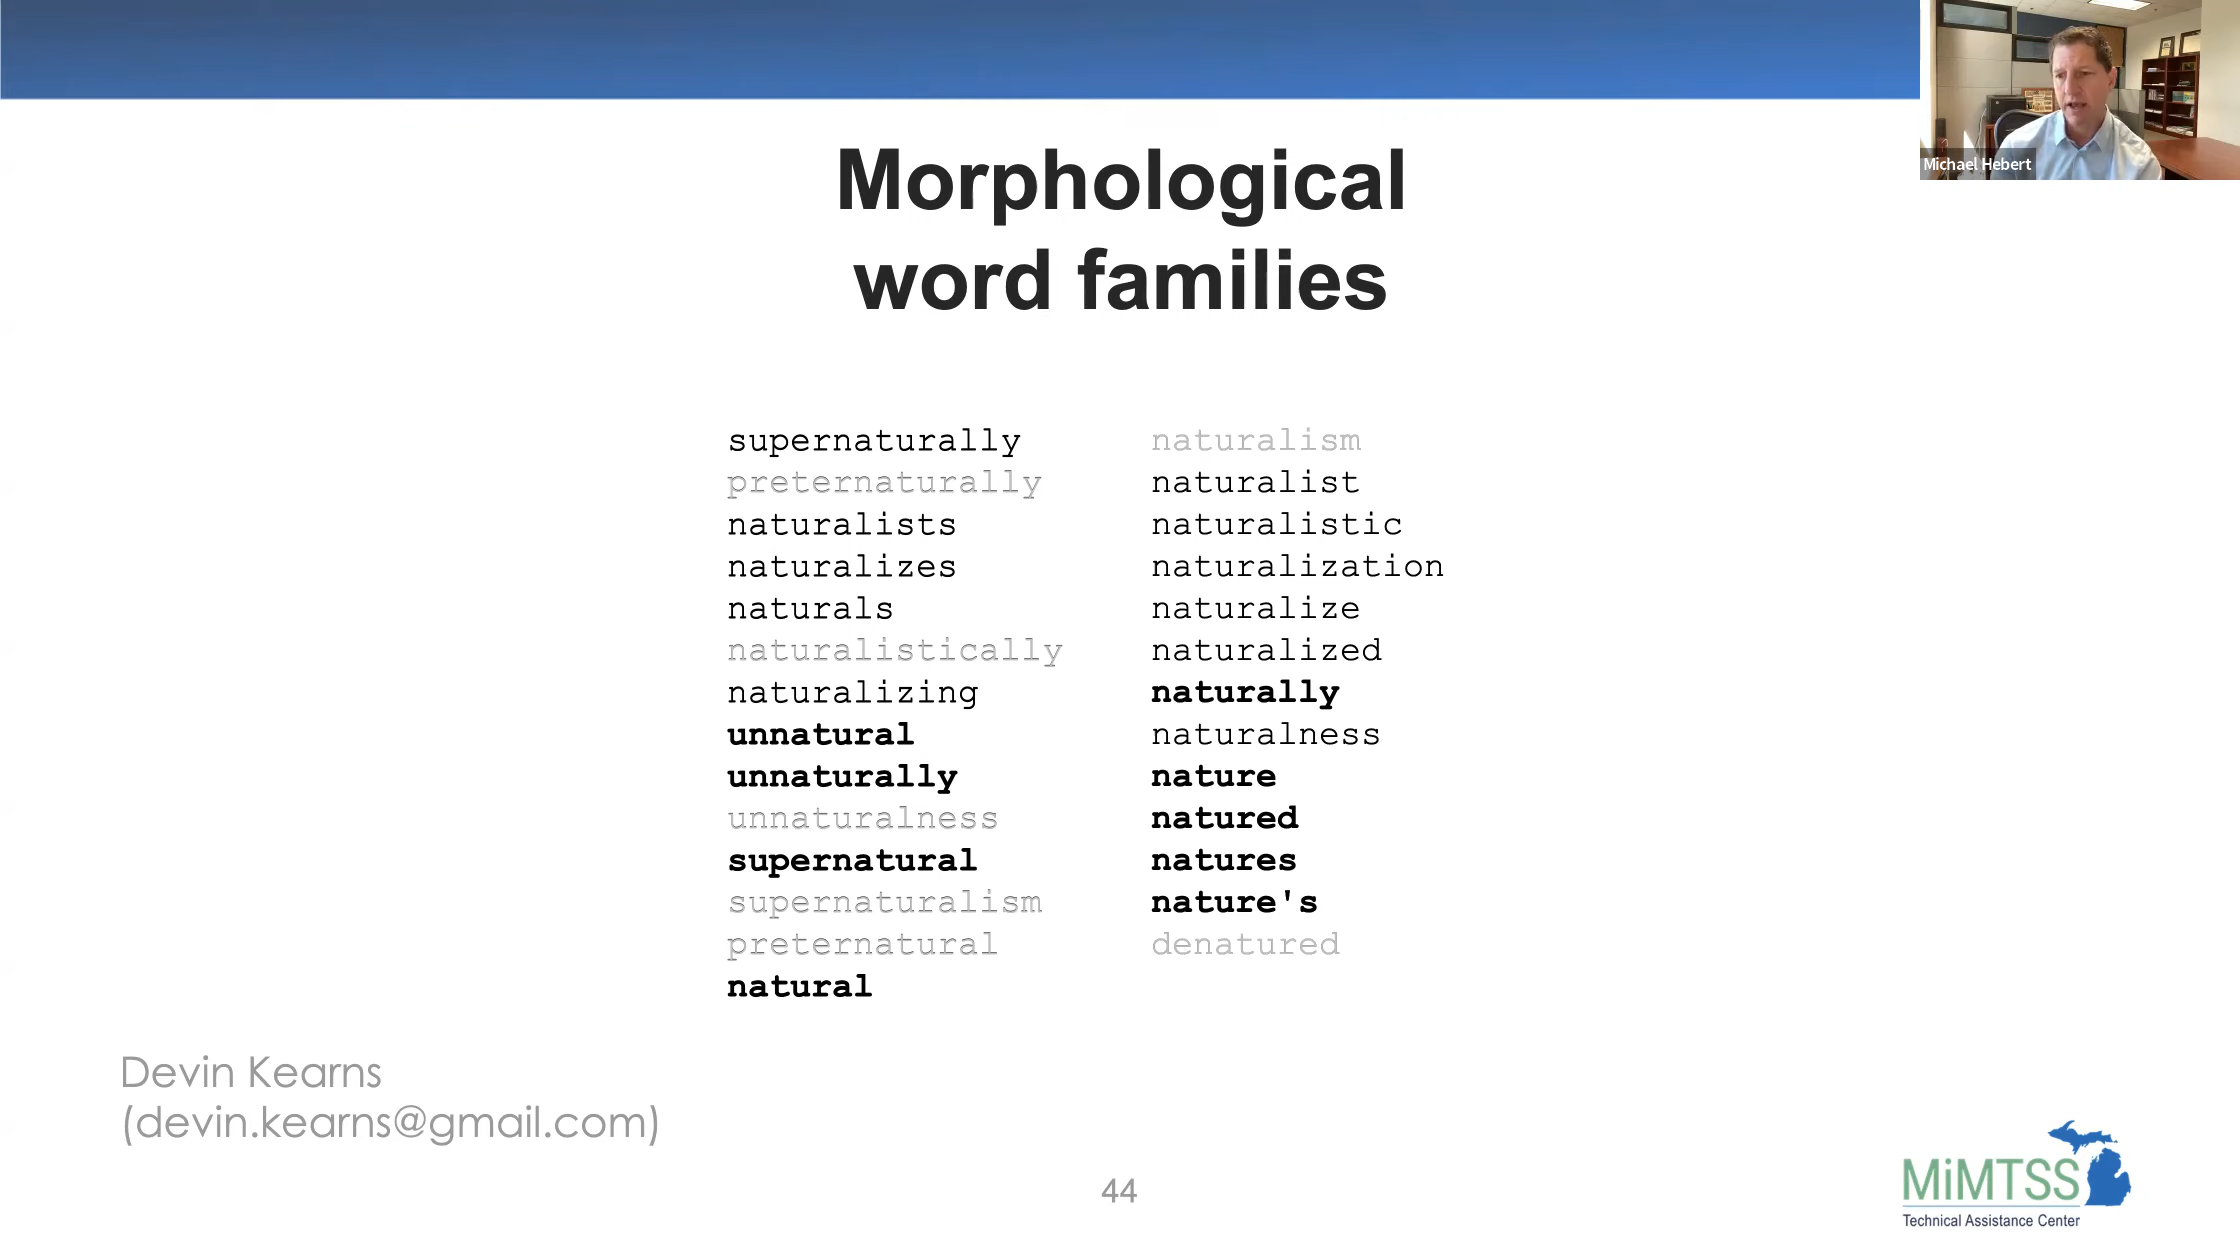 Michael Hebert
Morphological
word families
supernaturally
preternaturally
naturalists
naturalizes
naturals
naturalistically
naturalizing
unnatural
unnaturally
unnaturalness
supernatural
supernaturalism
preternatural
natural
naturalism
naturalist
naturalistic
naturalization
naturalize
naturalized
naturally
naturalness
nature
natured
natures
nature's
denatured
Devin Kearns
(devin.kearns@gmail.com)
44
MiMTSS
Technical Assistance Center